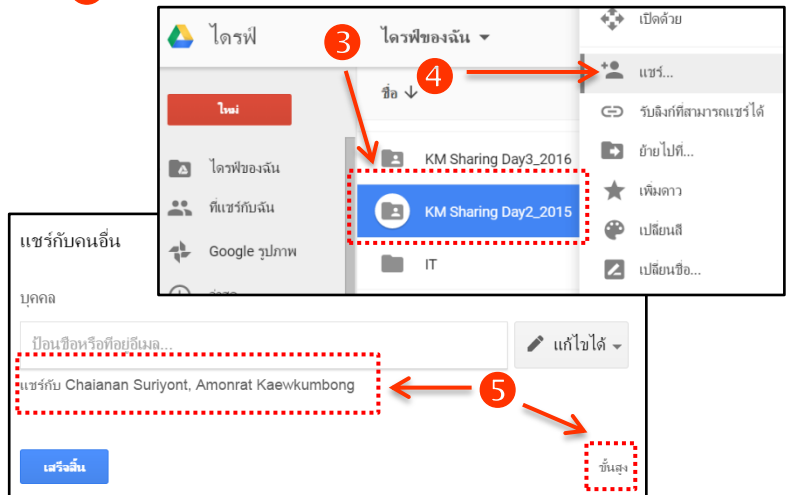 ไดรฟ์
ไดรฟ์ของฉัน
3
4
ชื่อ
ใหม่
ไดรฟ์ของฉัน
ที่แชร์กับฉัน
Google รูปภาพ
KM Sharing Day3_2016
KM Sharing Day2_2015
IT
เปิดด้วย
แชร์...
รับลิงก์ที่สามารถแชร์ได้
ย้ายไปที่...
เพิ่มดาว
เปลี่ยนสี
เปลี่ยนชื่อ...
แชร์กับคนอื่น
บุคคล
ป้อนชื่อหรือที่อยู่อีเมล...
แก้ไขได้
แชร์กับ Chaianan Suriyont, Amonrat Kaewkumbong
5
เสร็จสิ้น
ขั้นสูง